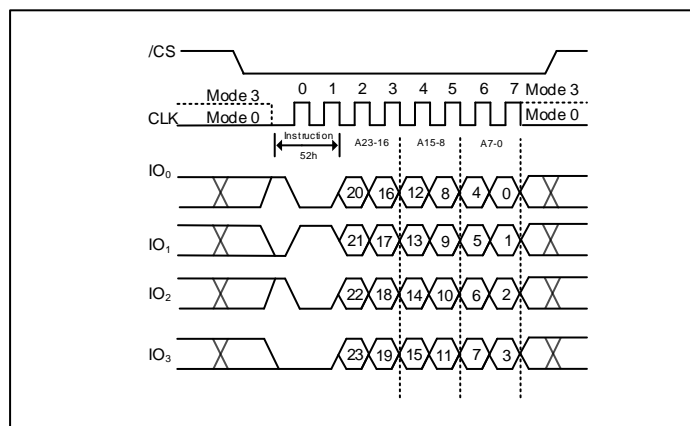 /CS
0 1 2 3 4 5 6 7
Mode 3 Mode 3
CLK Mode 0 Mode 0
Instruction A23-16 A15-8 A7-0
52h
IO₀ 20 16 12 8 4 0
IO₁ 21 17 13 9 5 1
IO₂ 22 18 14 10 6 2
IO₃ 23 19 15 11 7 3